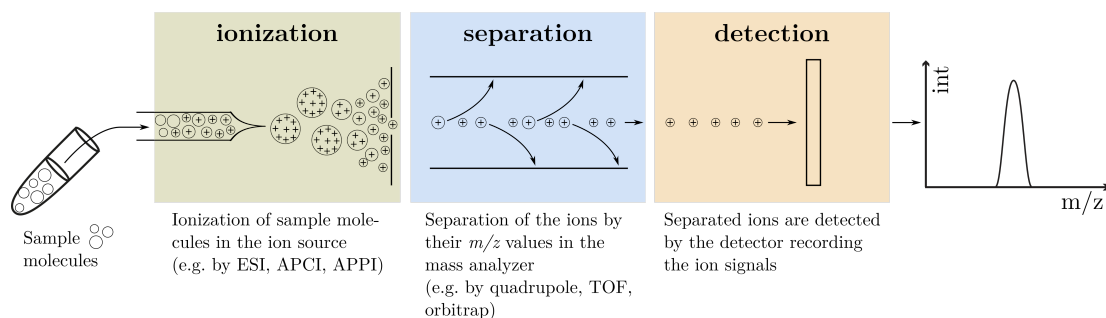 ionization
separation
detection
int
m/z
Sample
molecules
Ionization of sample mole-
cules in the ion source
(e.g. by ESI, APCI, APPI)
Separation of the ions by
their m/z values in the
mass analyzer
(e.g. by quadrupole, TOF,
orbitrap)
Separated ions are detected
by the detector recording
the ion signals